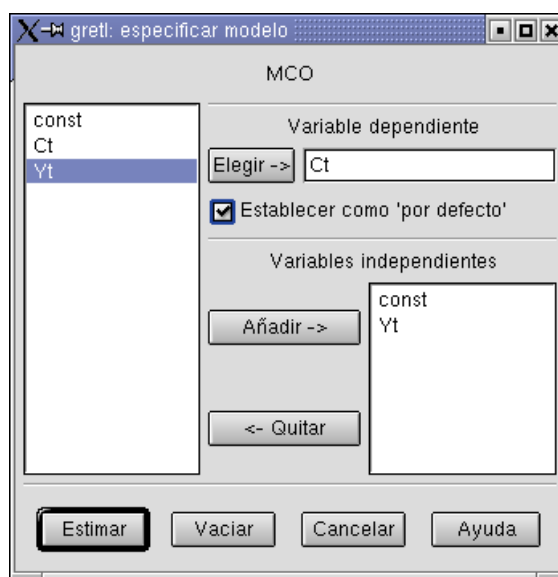 gretl: especificar modelo
MCO
const
Ct
Yt
Variable dependiente
Elegir -> Ct
Establecer como 'por defecto'
Variables independientes
Añadir ->
<- Quitar
const
Yt
Estimar Vaciar Cancelar Ayuda